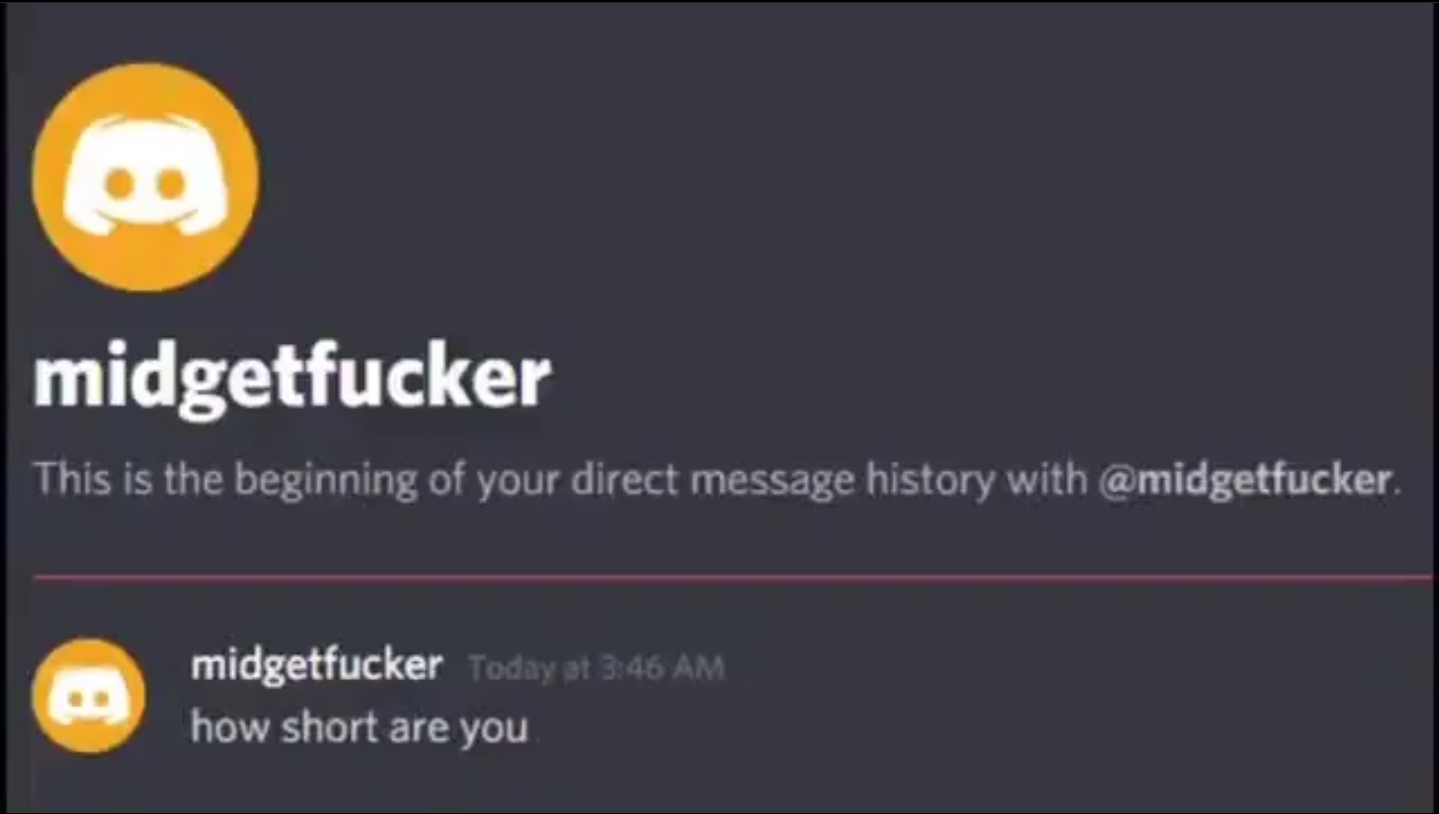 midgetfucker
This is the beginning of your direct message history with @midgetfucker.
midgetfucker Today at 3:46 AM
how short are you